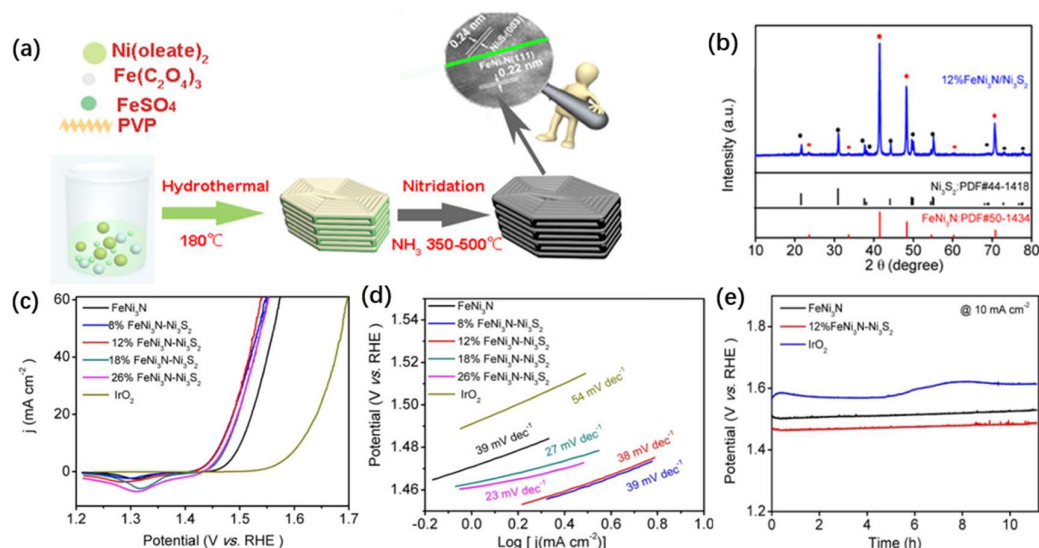 (a)
Ni(oleate)₂
Fe(C₂O₄)₃
FeSO₄
PVP
Hydrothermal
180℃
Nitridation
NH₃ 350-500℃
0.24 nm
Ni₃S₂(003)
FeNi₃N(111)
0.22 nm
(b)
12%FeNi₃N/Ni₃S₂
Ni₃S₂:PDF#44-1418
FeNi₃N:PDF#50-1434
Intensity (a.u.)
10 20 30 40 50 60 70 80
2 θ (degree)
(c)
FeNi₃N
8% FeNi₃N-Ni₃S₂
12% FeNi₃N-Ni₃S₂
18% FeNi₃N-Ni₃S₂
26% FeNi₃N-Ni₃S₂
IrO₂
j (mA cm⁻²)
60
40
20
0
1.2 1.3 1.4 1.5 1.6 1.7
Potential (V vs. RHE)
(d)
FeNi₃N
8% FeNi₃N-Ni₃S₂
12% FeNi₃N-Ni₃S₂
18% FeNi₃N-Ni₃S₂
26% FeNi₃N-Ni₃S₂
IrO₂
54 mV dec⁻¹
39 mV dec⁻¹
27 mV dec⁻¹
38 mV dec⁻¹
23 mV dec⁻¹
39 mV dec⁻¹
Potential (V vs. RHE)
1.54
1.52
1.50
1.48
1.46
-0.2 0.0 0.2 0.4 0.6 0.8 1.0
Log [ j(mA cm⁻²)]
(e)
FeNi₃N
12%FeNi₃N-Ni₃S₂
IrO₂
@ 10 mA cm⁻²
Potential (V vs. RHE)
1.8
1.6
1.4
1.2
0 2 4 6 8 10
Time (h)